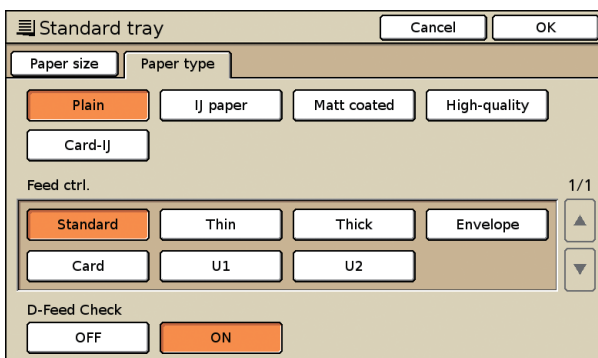 Standard tray Cancel OK
Paper size Paper type
Plain IJ paper Matt coated High-quality
Card-IJ
Feed ctrl. 1/1
Standard Thin Thick Envelope
Card U1 U2
D-Feed Check
OFF ON